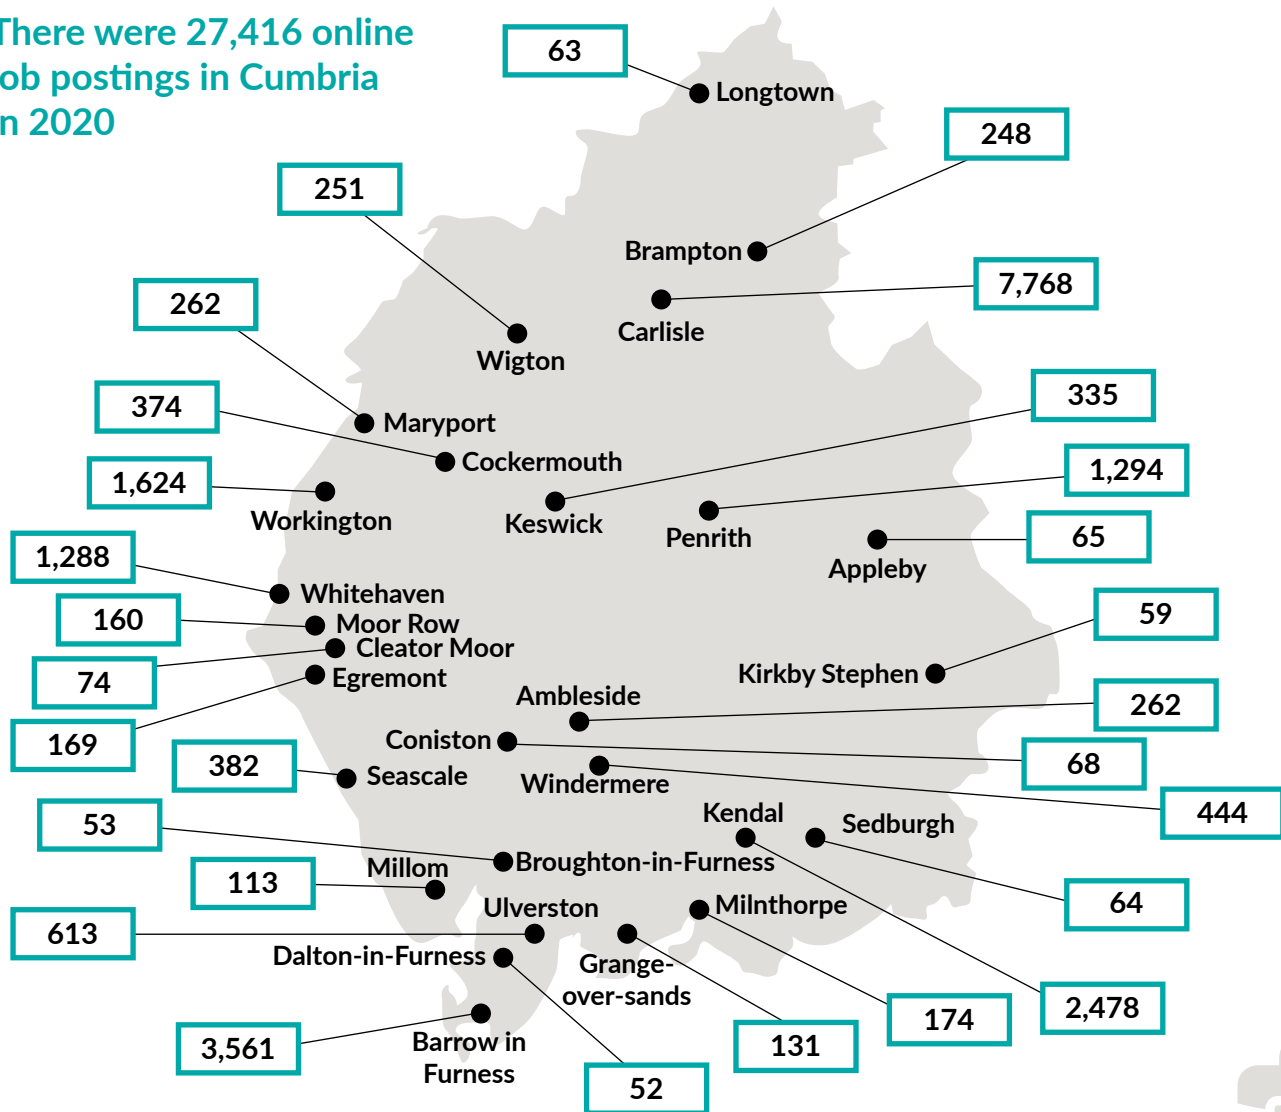 There were 27,416 online
ob postings in Cumbria
n 2020
63
Longtown
248
251
Brampton
7,768
262
Carlisle
Wigton
335
374
Maryport
Cockermouth
1,294
1,624
Workington
Keswick
Penrith
65
Appleby
1,288
Whitehaven
59
160
Moor Row
Cleator Moor
74
Egremont
Kirkby Stephen
Ambleside
262
169
Coniston
68
382
Seascale
Windermere
444
53
Kendal
Sedburgh
Broughton-in-Furness
Millom
113
64
Ulverston
Milnthorpe
613
Dalton-in-Furness
Grange-
over-sands
2,478
174
3,561
Barrow in
Furness
131
52